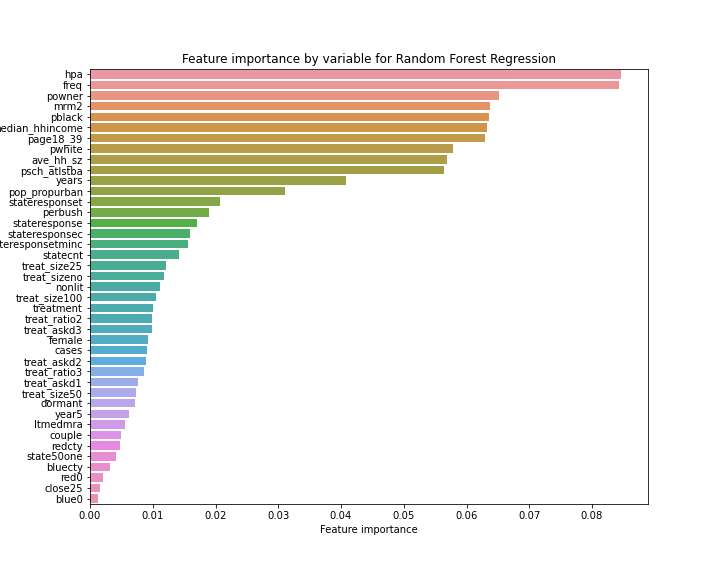 Feature importance by variable for Random Forest Regression
hpa
freq
powner
mrm2
pblack
nedian_hhincome
page18_39
pwhite
ave_hh_sz
psch_atlstba
years
pop_propurban
stateresponset
perbush
stateresponse
stateresponsec
teresponsetminc
statecnt
treat_size25
treat_sizeno
nonlit
treat_size100
treatment
treat_ratio2
treat_askd3
female
cases
treat_askd2
treat_ratio3
treat_askd1
treat_size50
dormant
year5
ltmedmra
couple
redcty
state50one
bluecty
red0
close25
blue0
0.00 0.01 0.02 0.03 0.04 0.05 0.06 0.07 0.08
Feature importance